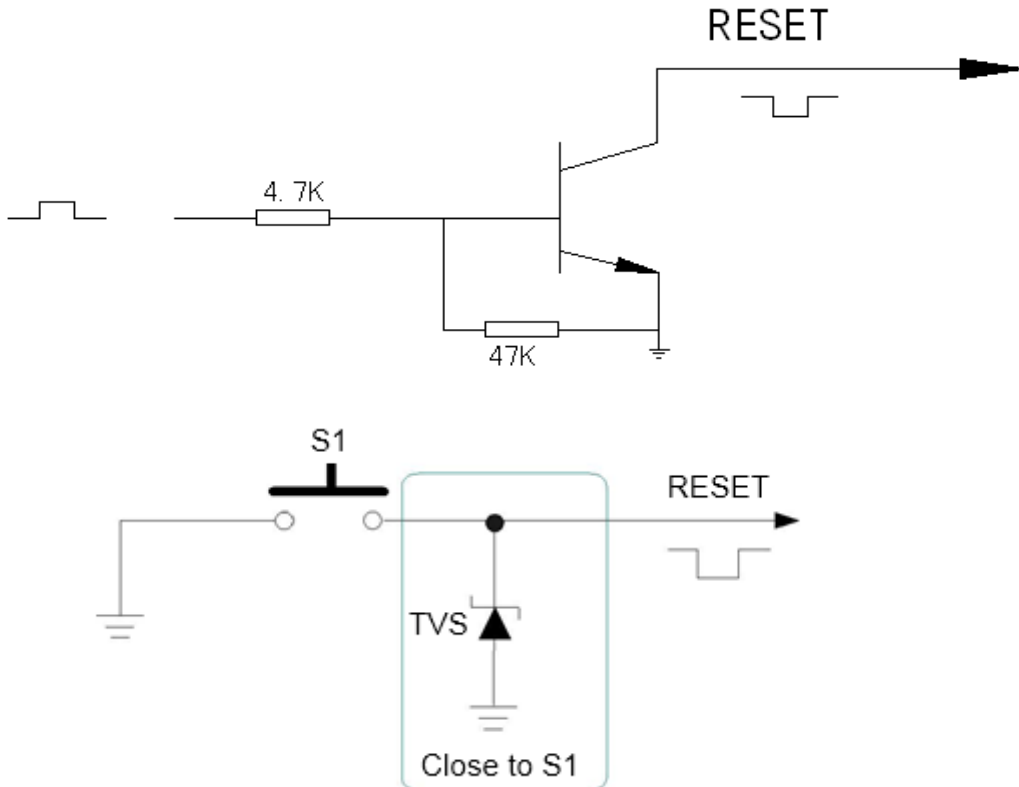 RESET
4. 7K
47K
S1
RESET
TVS
Close to S1